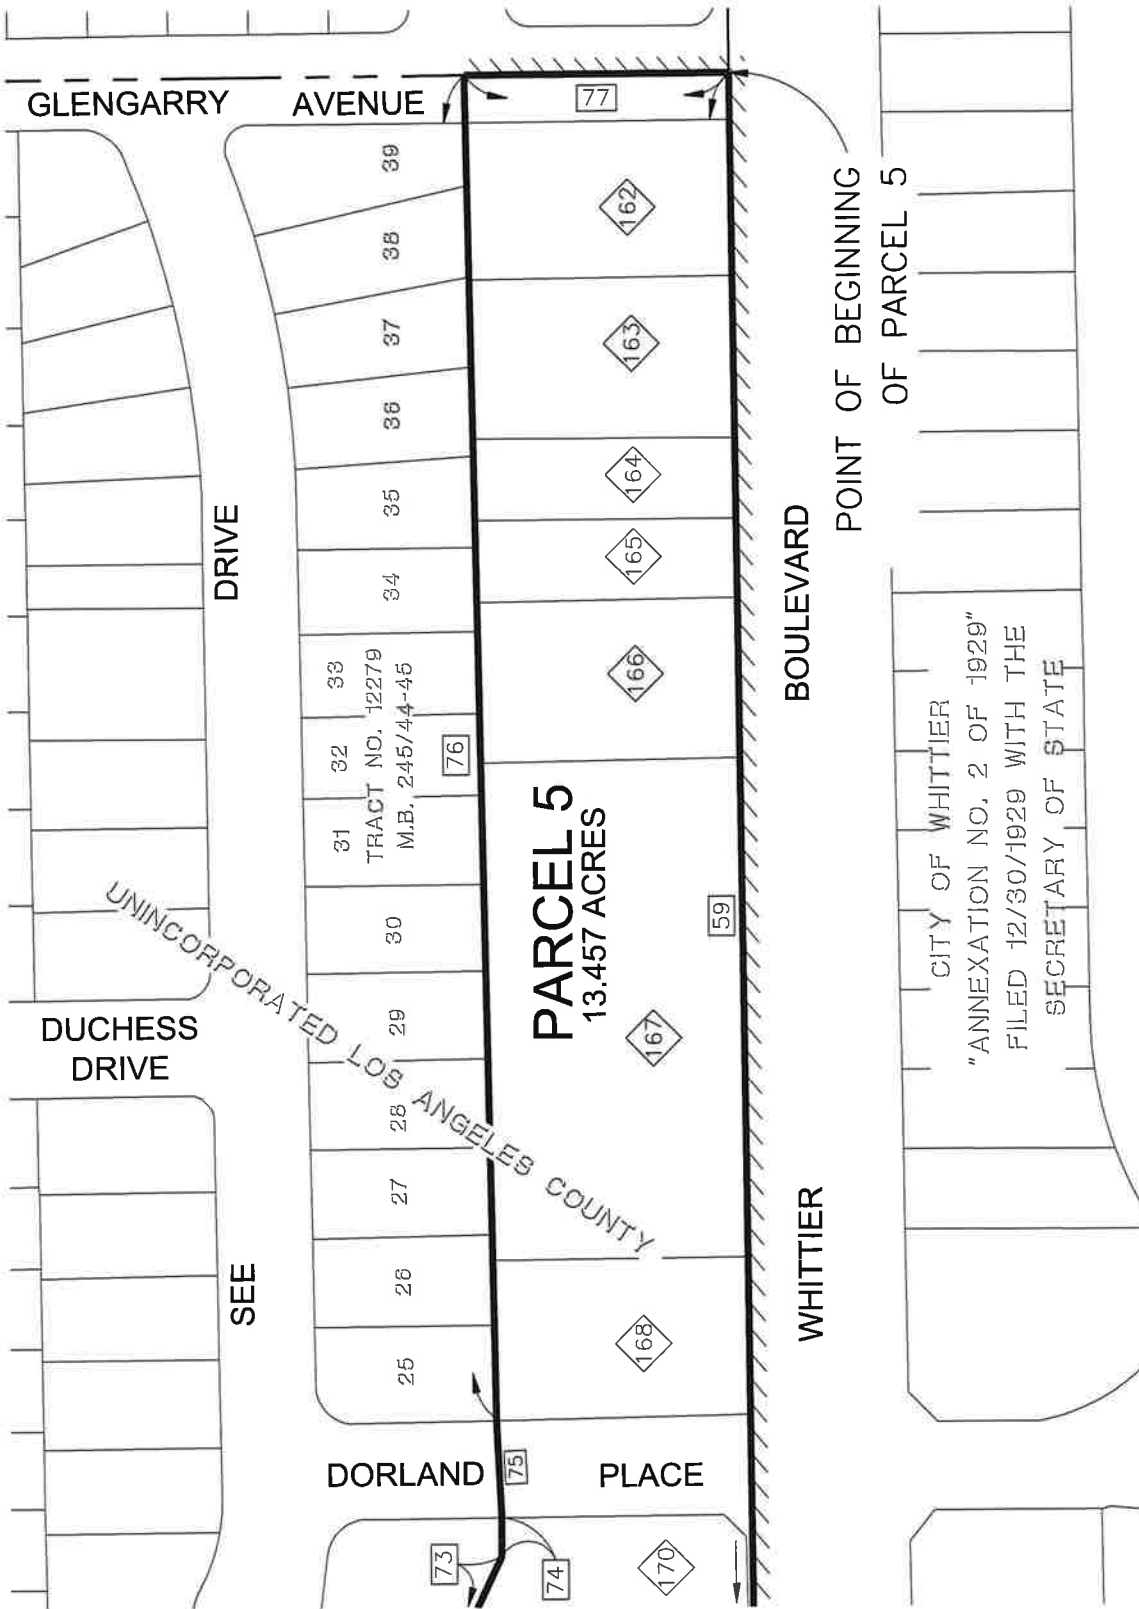 GLENGARRY AVENUE
77
39
38
37
36
35
34
33
32
31
30
29
28
27
26
25
162
163
164
165
166
167
168
170
DRIVE
TRACT NO. 12279
M.B. 245/44-45
76
PARCEL 5
13.457 ACRES
59
BOULEVARD
POINT OF BEGINNING
OF PARCEL 5
CITY OF WHITTIER
"ANNEXATION NO. 2 OF 1929"
FILED 12/30/1929 WITH THE
SECRETARY OF STATE
UNINCORPORATED LOS ANGELES COUNTY
DUCHESS
DRIVE
SEE
WHITTIER
DORLAND PLACE
75
73
74